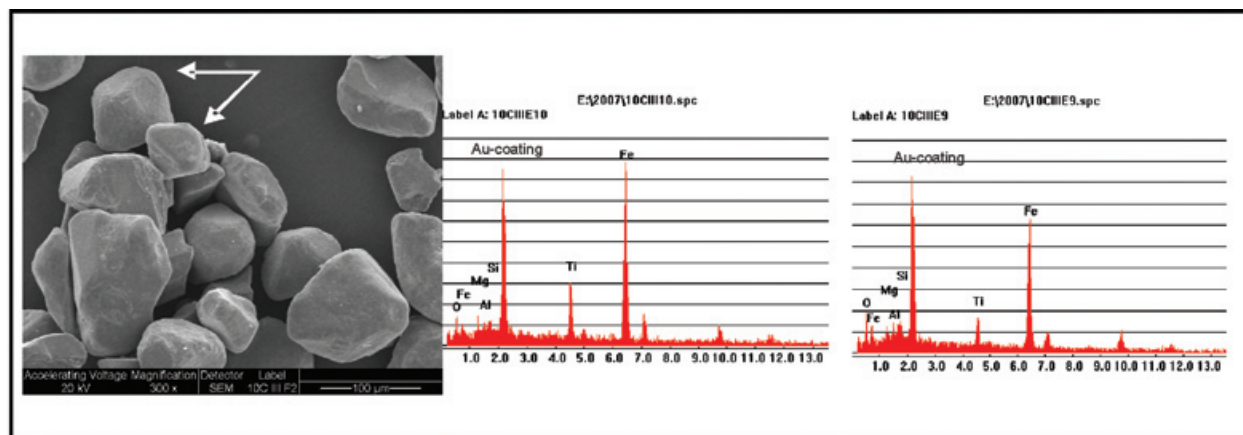 Accelerating Voltage Magnification Detector Label
20 kV 300 x SEM 10C III F2 100 µm
E:\2007\10CIII10.spc
Label A: 10CIIIE10
Au-coating
Fe
Si
Ti
Mg
Fe
Al
O
1.0 2.0 3.0 4.0 5.0 6.0 7.0 8.0 9.0 10.0 11.0 12.0 13.0
E:\2007\10CIIIE9.spc
Label A: 10CIIIE9
Au-coating
Fe
Si
Mg
O
Ti
Fe
Al
1.0 2.0 3.0 4.0 5.0 6.0 7.0 8.0 9.0 10.0 11.0 12.0 13.0